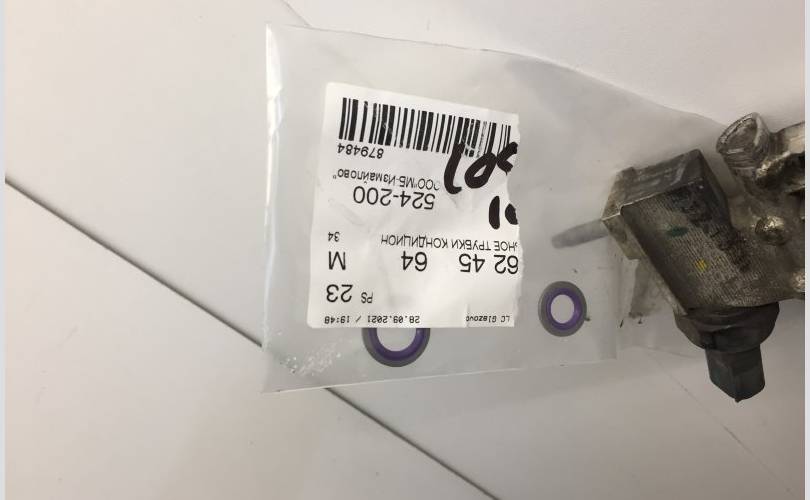 LC Glazovo 28.09.2021 / 19:48
PS 23
62 45 64 M
ЬНОЕ ТРУБКИ КОНДИЦИОН 34
524-200
ООО"МБ-Измайлово"
879484